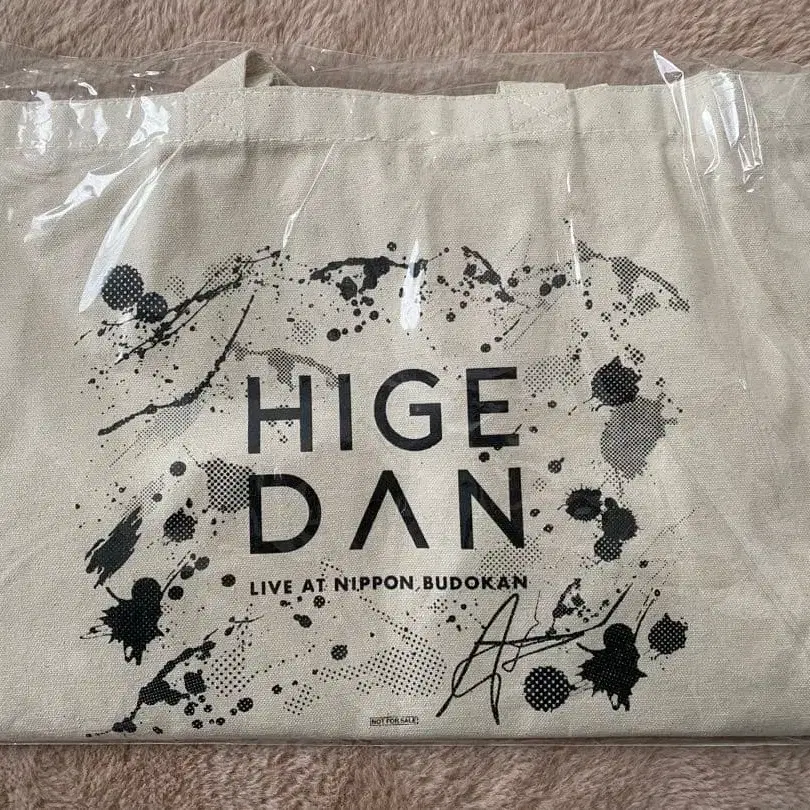 HIGE
DAN
LIVE AT NIPPON BUDOKAN
NOT FOR SALE